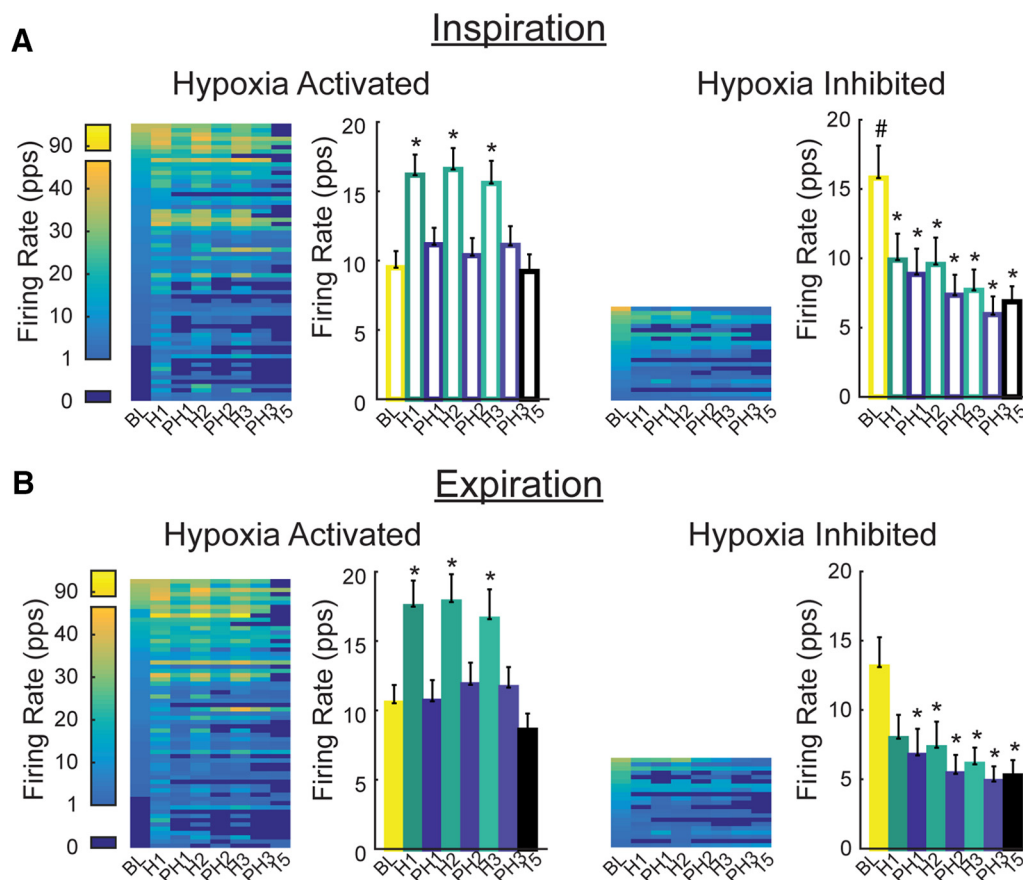 A
Inspiration
Hypoxia Activated
Hypoxia Inhibited
Firing Rate (pps)
90
40
30
20
10
1
0
BL H1 PH1 H2 PH2 H3 PH3 15
Firing Rate (pps)
20
15
10
5
0
* * *
BL H1 PH1 H2 PH2 H3 PH3 15
BL H1 PH1 H2 PH2 H3 PH3 15
Firing Rate (pps)
20
15
10
5
0
# * * * * * * *
BL H1 PH1 H2 PH2 H3 PH3 15
B
Expiration
Hypoxia Activated
Hypoxia Inhibited
Firing Rate (pps)
90
40
30
20
10
1
0
BL H1 PH1 H2 PH2 H3 PH3 15
Firing Rate (pps)
20
15
10
5
0
* * *
BL H1 PH1 H2 PH2 H3 PH3 15
BL H1 PH1 H2 PH2 H3 PH3 15
Firing Rate (pps)
20
15
10
5
0
* * * * * *
BL H1 PH1 H2 PH2 H3 PH3 15